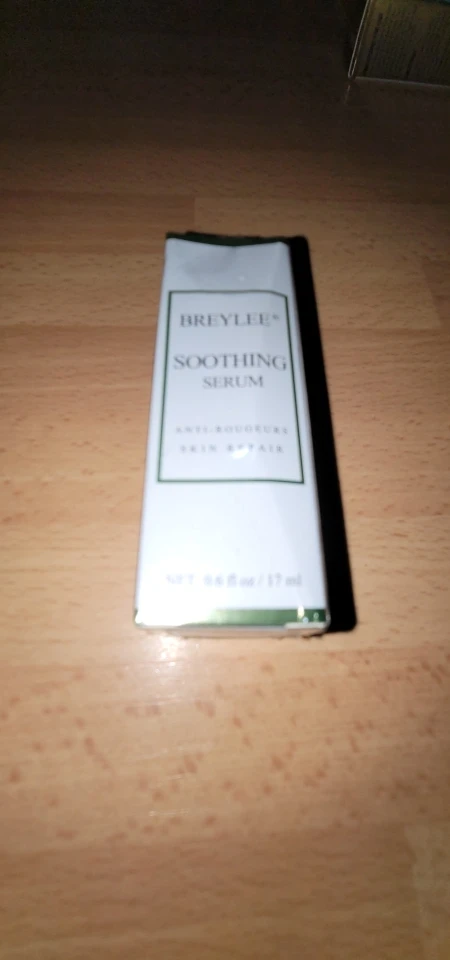 BREYLEE®
SOOTHING
SERUM
ANTI-ROUGEURS
SKIN REPAIR
NET. 0.6 fl oz / 17 ml